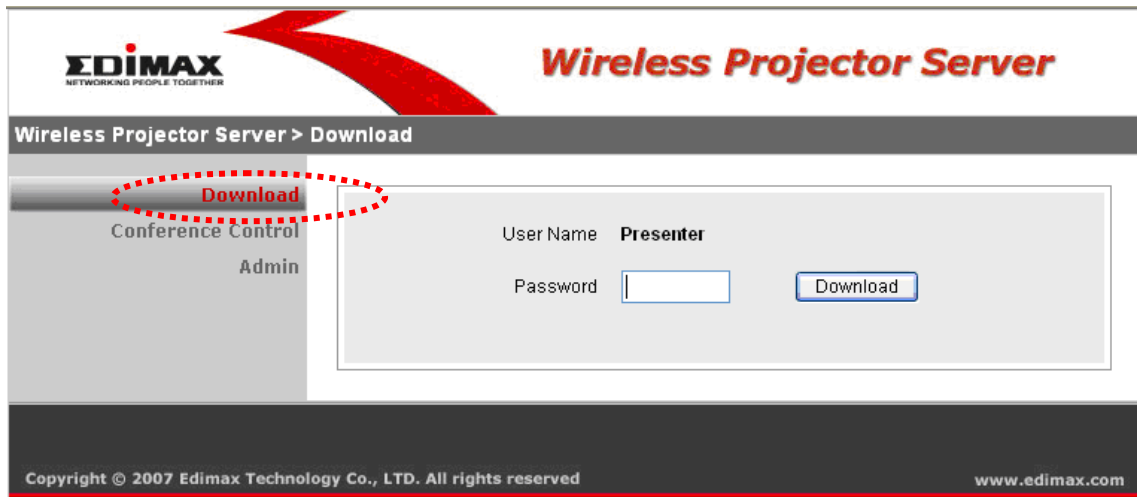 EDIMAX
NETWORKING PEOPLE TOGETHER
Wireless Projector Server
Wireless Projector Server > Download
Download
Conference Control
Admin
User Name Presenter
Password Download
Copyright © 2007 Edimax Technology Co., LTD. All rights reserved
www.edimax.com